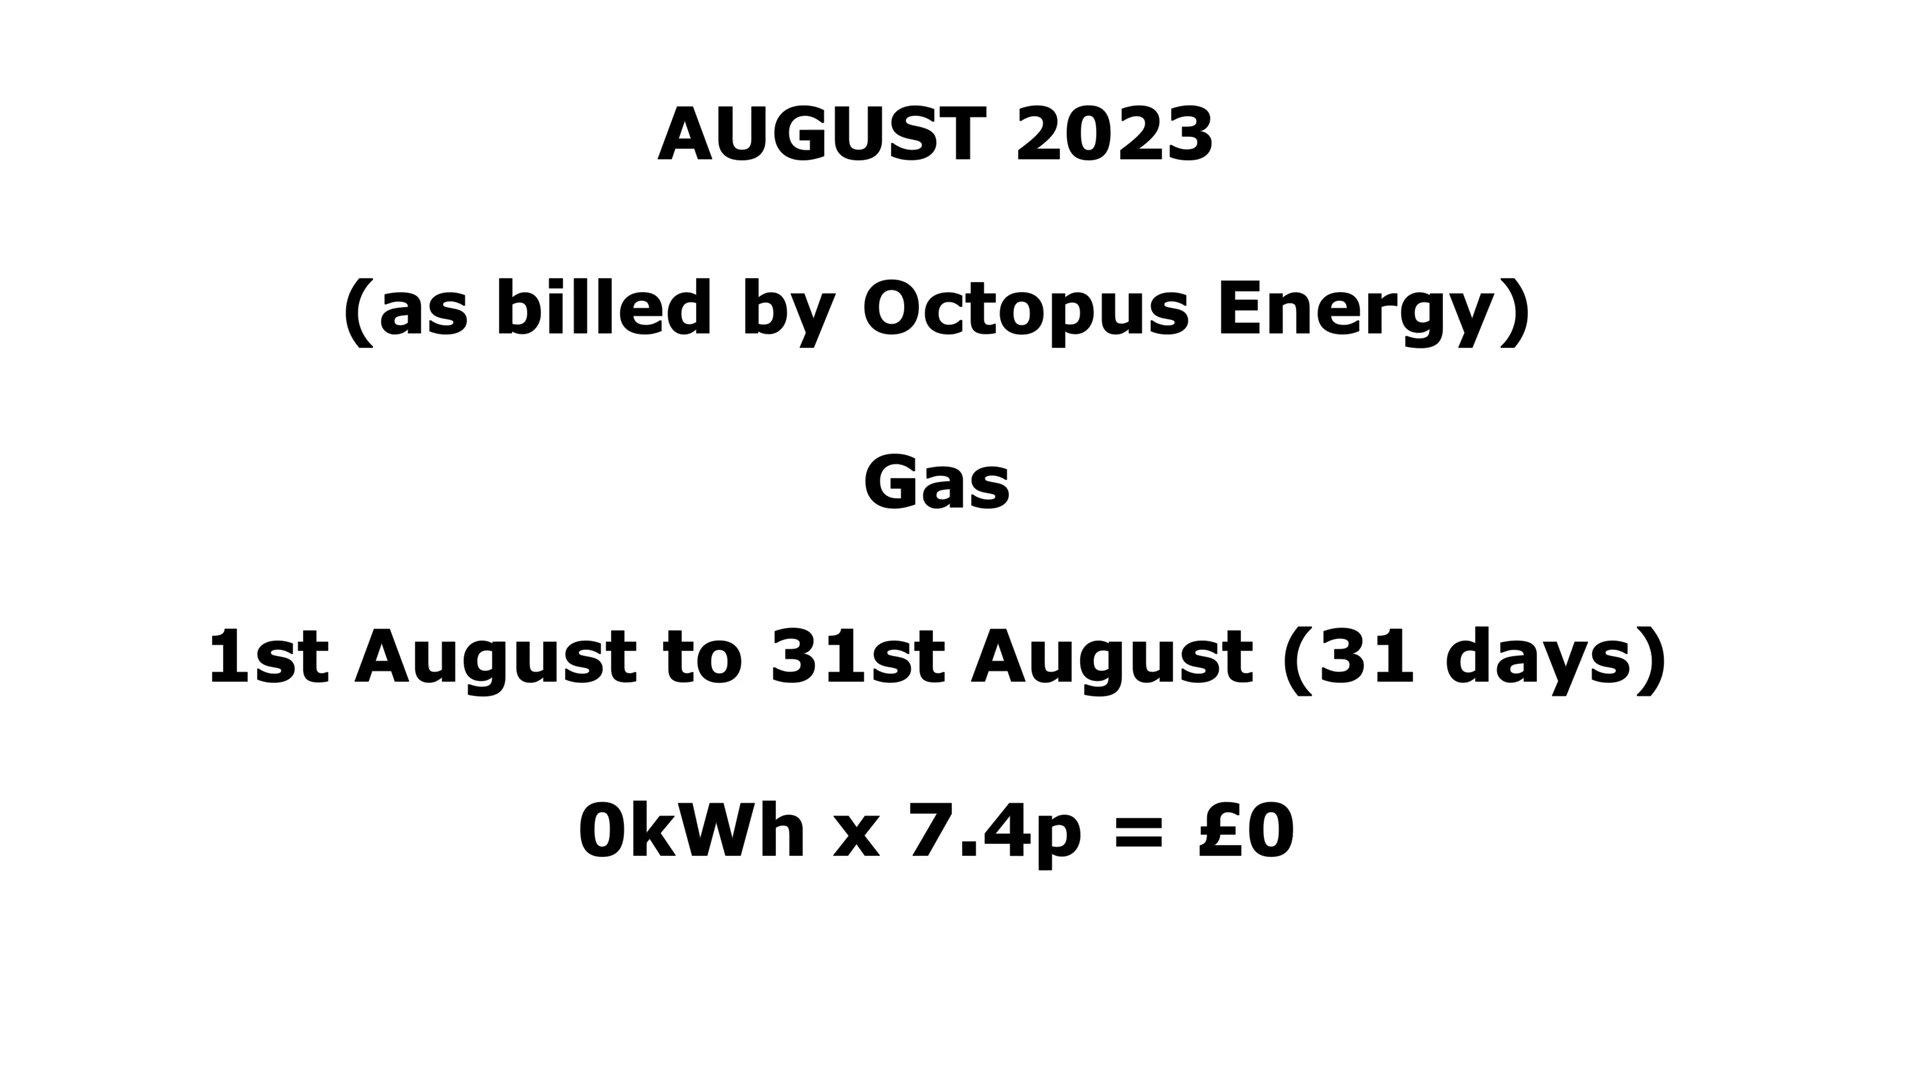 AUGUST 2023
(as billed by Octopus Energy)
Gas
1st August to 31st August (31 days)
0kWh x 7.4p = £0